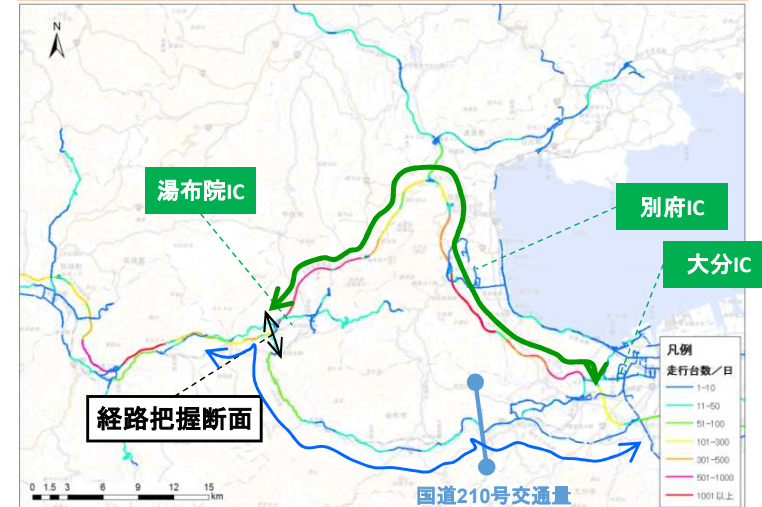 N
湯布院IC
別府IC
大分IC
経路把握断面
国道210号交通量
0 1.5 3 6 9 12 15
km
凡例
走行台数／日
1-10
11-50
51-100
101-300
301-500
501-1000
1001以上